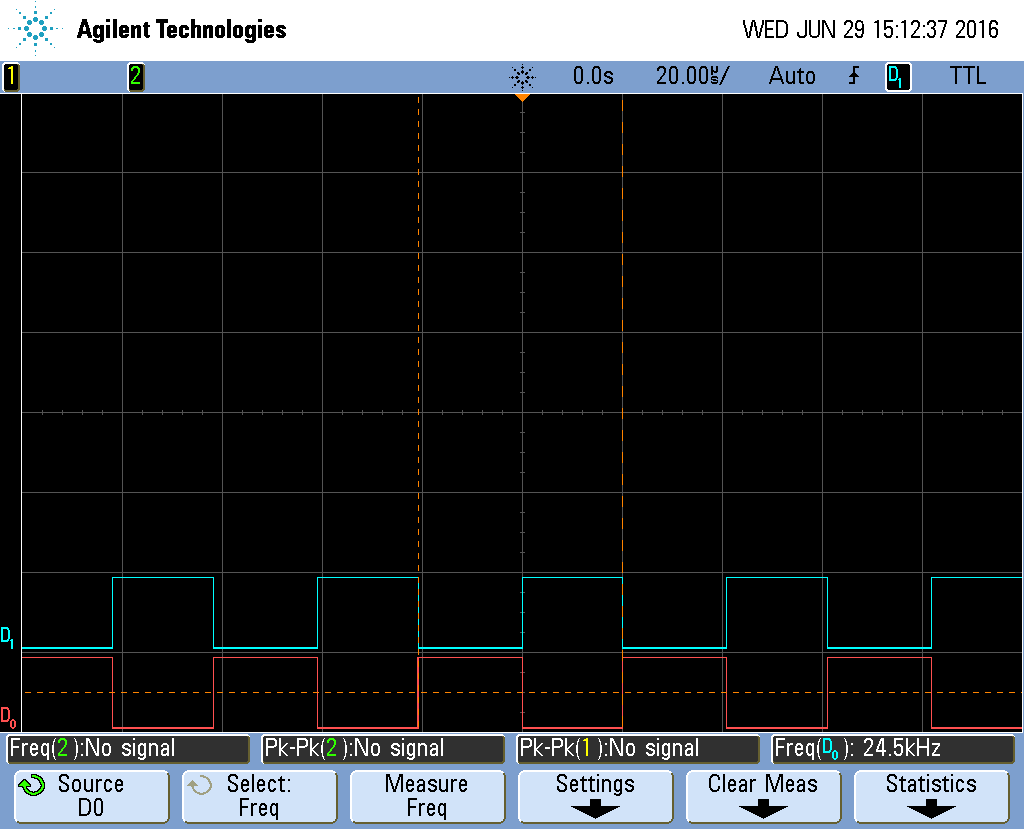 Agilent Technologies
WED JUN 29 15:12:37 2016
1 2 0.0s 20.00µs/ Auto D1 TTL
D1
D0
Freq(2):No signal Pk-Pk(2):No signal Pk-Pk(1):No signal Freq(D0): 24.5kHz
Source Select: Measure Settings Clear Meas Statistics
D0 Freq Freq